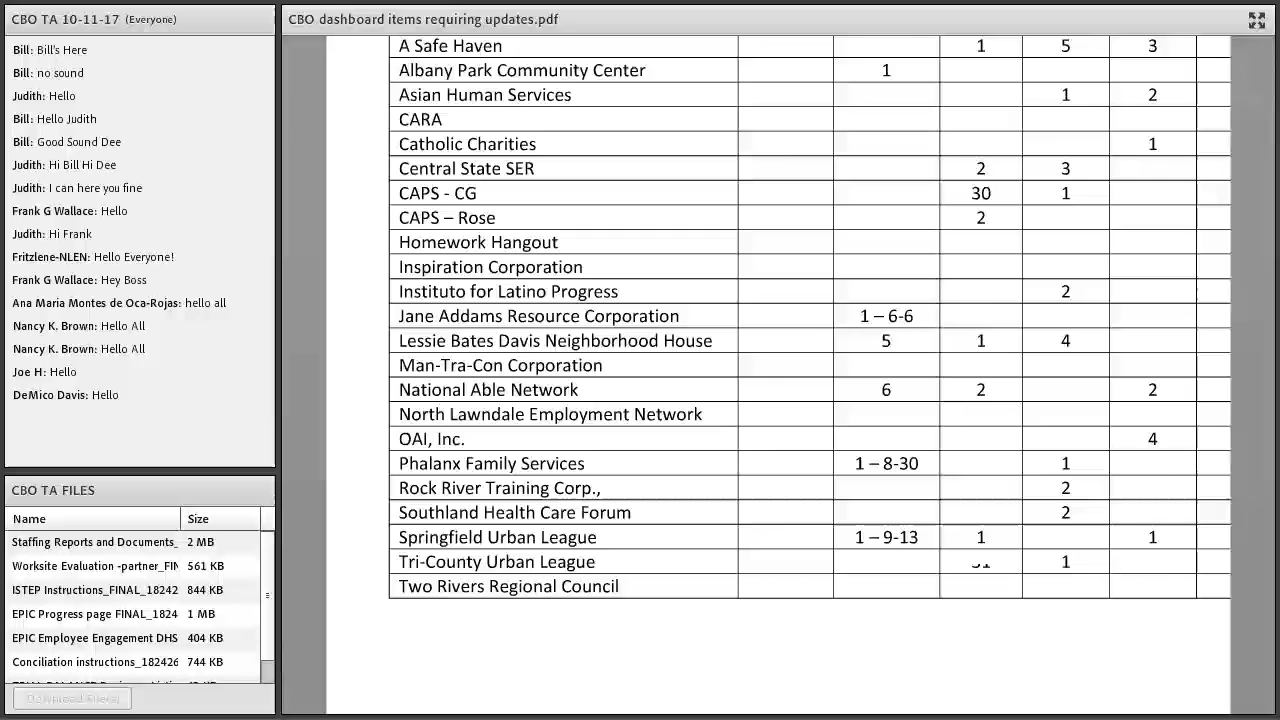 CBO TA 10-11-17 (Everyone)
Bill: Bill's Here
Bill: no sound
Judith: Hello
Bill: Hello Judith
Bill: Good Sound Dee
Judith: Hi Bill Hi Dee
Judith: I can here you fine
Frank G Wallace: Hello
Judith: Hi Frank
Fritzlene-NLEN: Hello Everyone!
Frank G Wallace: Hey Boss
Ana Maria Montes de Oca-Rojas: hello all
Nancy K. Brown: Hello All
Nancy K. Brown: Hello All
Joe H: Hello
DeMico Davis: Hello
CBO TA FILES
Name Size
Staffing Reports and Documents_ 2 MB
Worksite Evaluation -partner_FIN 561 KB
ISTEP Instructions_FINAL_18242 844 KB
EPIC Progress page FINAL_1824 1 MB
EPIC Employee Engagement DHS 404 KB
Conciliation instructions_182426 744 KB
Download File(s)
CBO dashboard items requiring updates.pdf
A Safe Haven 1 5 3
Albany Park Community Center 1
Asian Human Services 1 2
CARA
Catholic Charities 1
Central State SER 2 3
CAPS - CG 30 1
CAPS – Rose 2
Homework Hangout
Inspiration Corporation
Instituto for Latino Progress 2
Jane Addams Resource Corporation 1 – 6-6
Lessie Bates Davis Neighborhood House 5 1 4
Man-Tra-Con Corporation
National Able Network 6 2 2
North Lawndale Employment Network
OAI, Inc. 4
Phalanx Family Services 1 – 8-30 1
Rock River Training Corp., 2
Southland Health Care Forum 2
Springfield Urban League 1 – 9-13 1 1
Tri-County Urban League 1
Two Rivers Regional Council